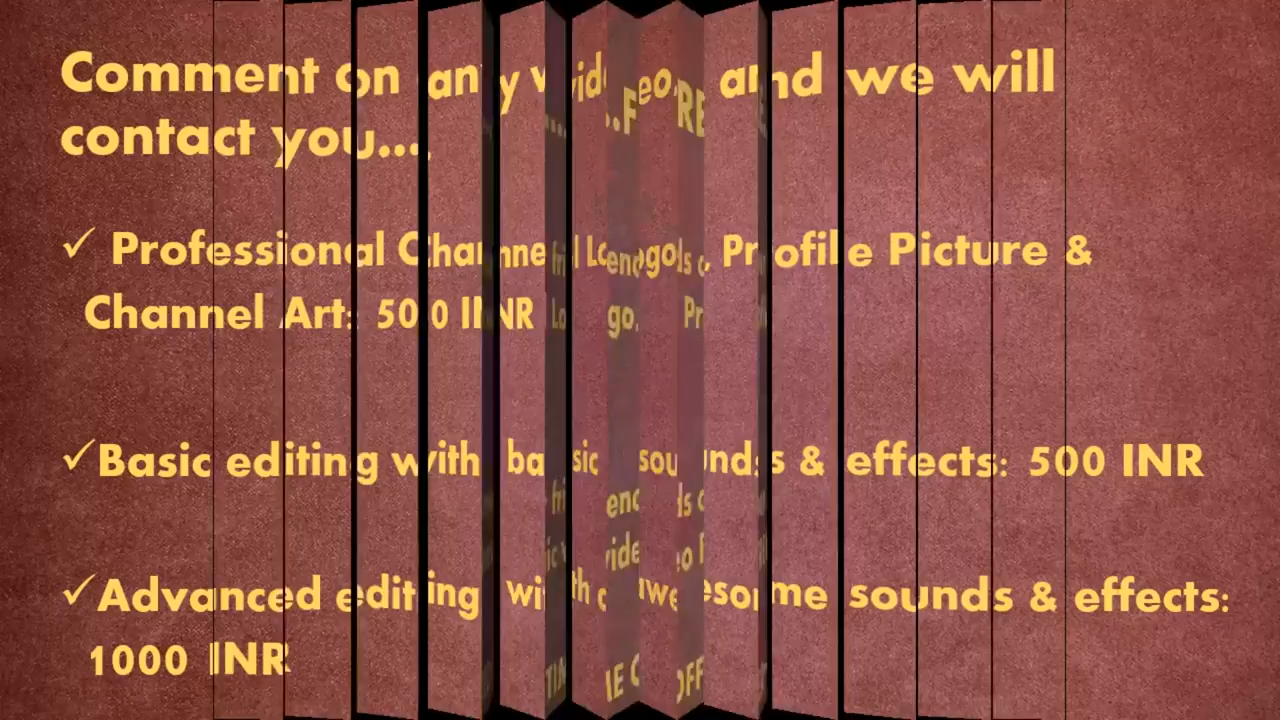 Comment on any video and we will
contact you...
✓ Professional Channel Logo, Profile Picture &
Channel Art: 500 INR
✓Basic editing with basic sounds & effects: 500 INR
✓Advanced editing with awesome sounds & effects:
1000 INR